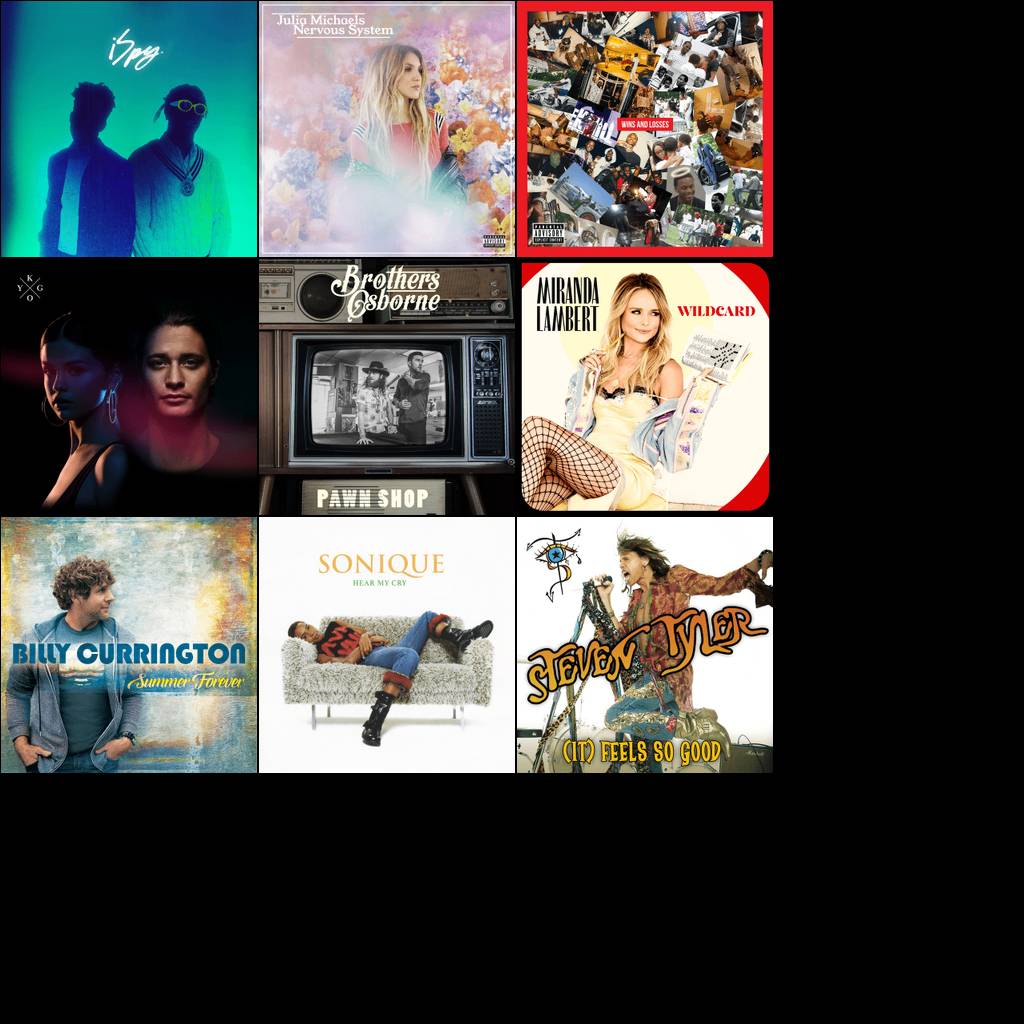 iSpy
Julia Michaels
Nervous System
PARENTAL
ADVISORY
EXPLICIT CONTENT
WINS AND LOSSES
PARENTAL
ADVISORY
EXPLICIT CONTENT
K
Y G
O
Brothers
Osborne
PAWN SHOP
MIRANDA
LAMBERT
WILDCARD
BILLY CURRINGTON
Summer Forever
SONIQUE
HEAR MY CRY
STEVEN TYLER
(IT) FEELS SO GOOD